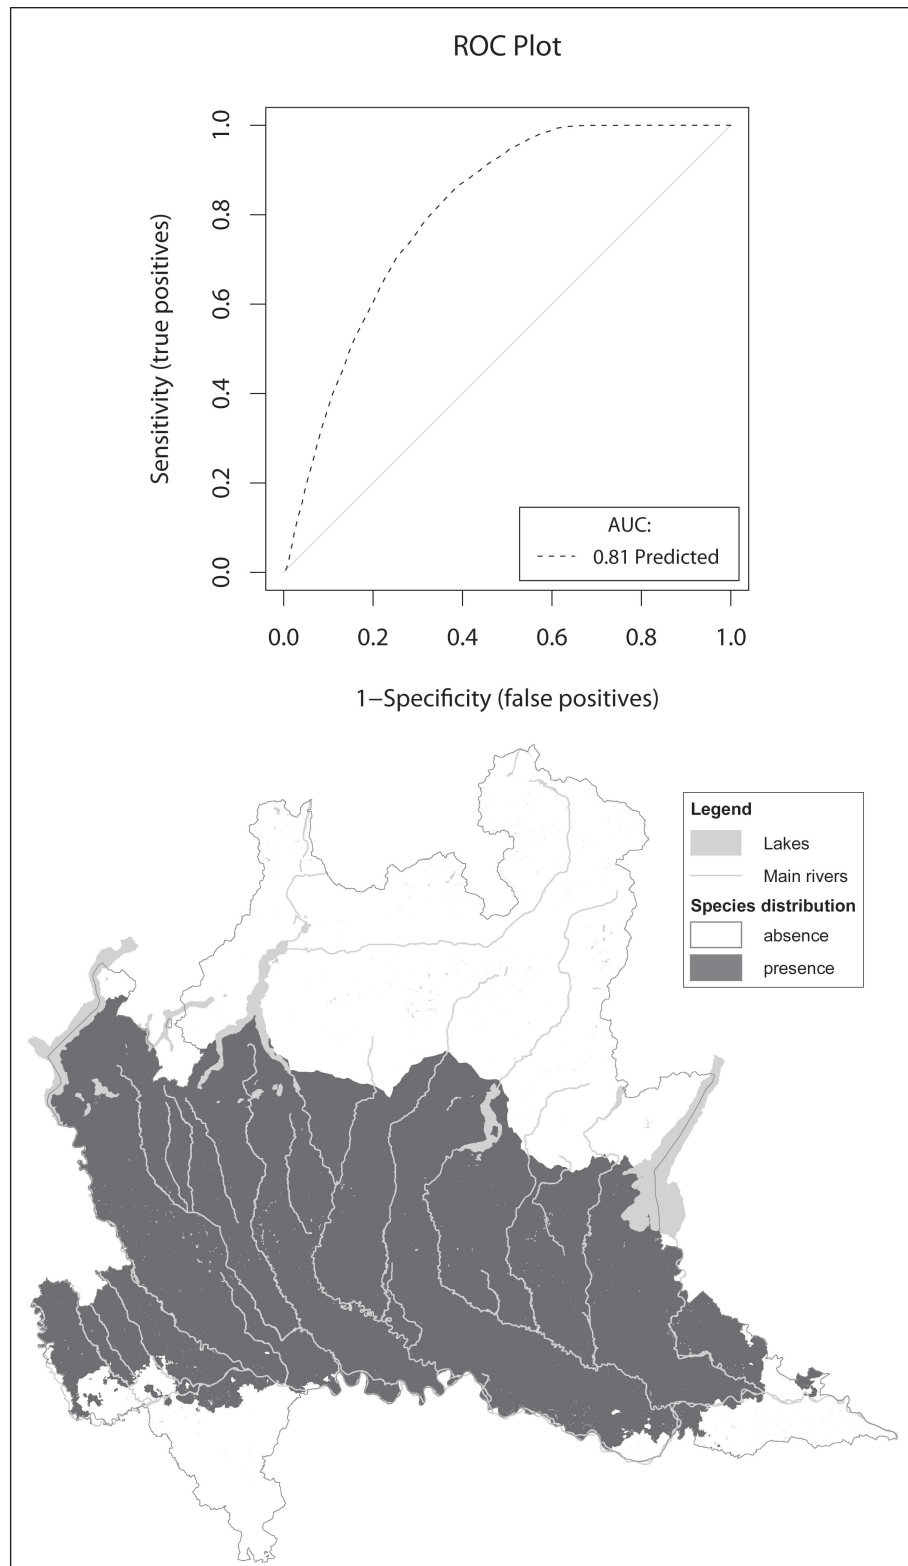 ROC Plot
Sensitivity (true positives)
1.0
0.8
0.6
0.4
0.2
0.0
AUC:
0.81 Predicted
0.0 0.2 0.4 0.6 0.8 1.0
1−Specificity (false positives)
Legend
Lakes
Main rivers
Species distribution
absence
presence